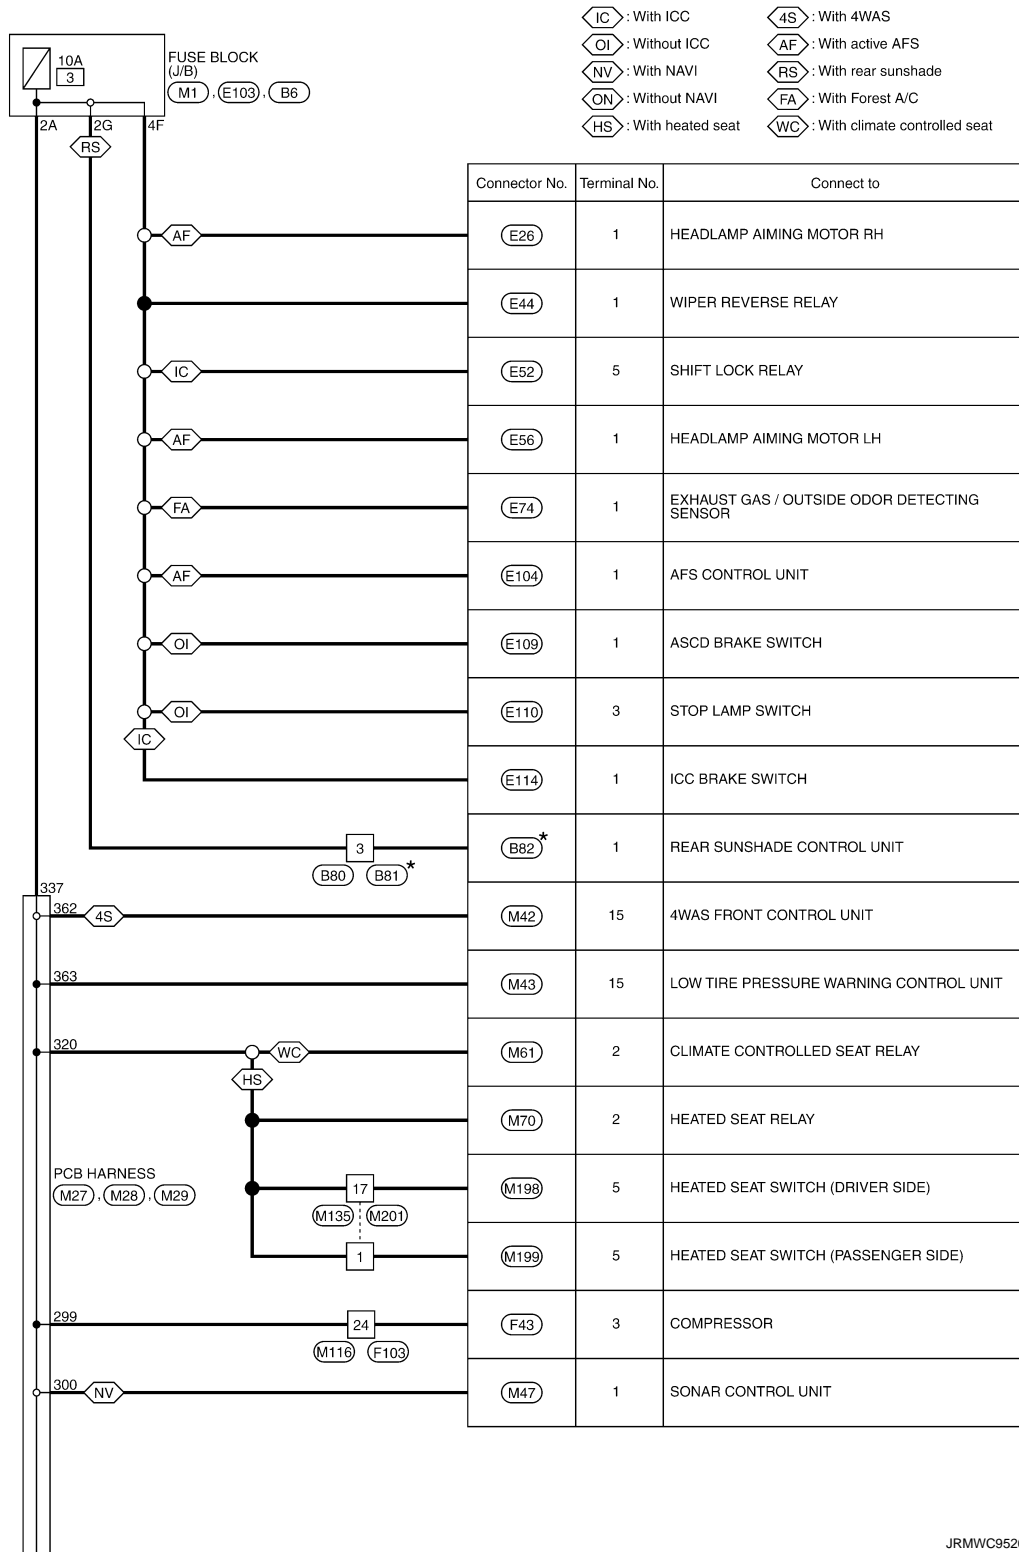 IC : With ICC
4S : With 4WAS
OI : Without ICC
AF : With active AFS
NV : With NAVI
RS : With rear sunshade
ON : Without NAVI
FA : With Forest A/C
HS : With heated seat
WC : With climate controlled seat
10A
3
FUSE BLOCK
(J/B)
M1 , E103 , B6
2A 2G 4F
RS
Connector No. Terminal No. Connect to
AF E26 1 HEADLAMP AIMING MOTOR RH
E44 1 WIPER REVERSE RELAY
IC E52 5 SHIFT LOCK RELAY
AF E56 1 HEADLAMP AIMING MOTOR LH
FA E74 1 EXHAUST GAS / OUTSIDE ODOR DETECTING
SENSOR
AF E104 1 AFS CONTROL UNIT
OI E109 1 ASCD BRAKE SWITCH
OI E110 3 STOP LAMP SWITCH
IC
E114 1 ICC BRAKE SWITCH
3 B82* 1 REAR SUNSHADE CONTROL UNIT
B80 B81*
337
362 4S M42 15 4WAS FRONT CONTROL UNIT
363 M43 15 LOW TIRE PRESSURE WARNING CONTROL UNIT
320 WC M61 2 CLIMATE CONTROLLED SEAT RELAY
HS
M70 2 HEATED SEAT RELAY
PCB HARNESS
M27 , M28 , M29
17 M198 5 HEATED SEAT SWITCH (DRIVER SIDE)
M135 M201
1 M199 5 HEATED SEAT SWITCH (PASSENGER SIDE)
299 24 F43 3 COMPRESSOR
M116 F103
300 NV M47 1 SONAR CONTROL UNIT